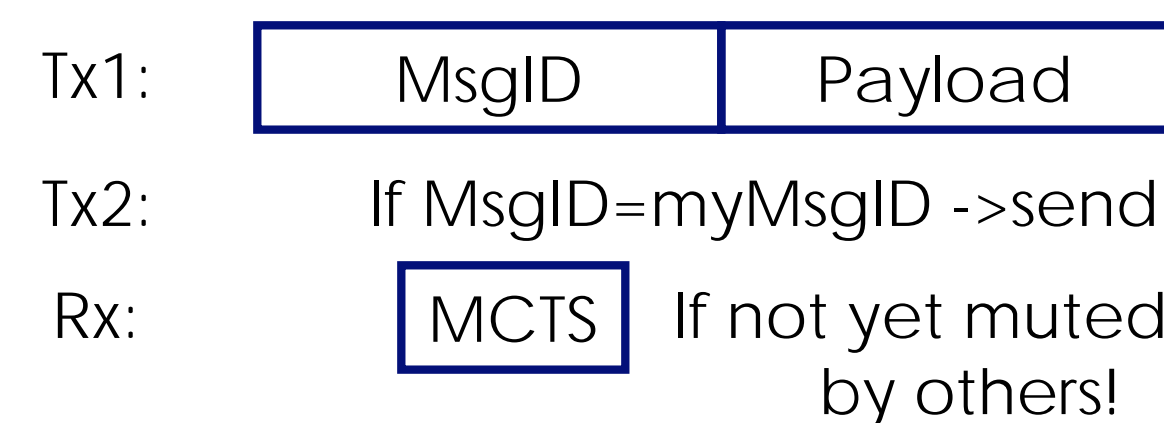 Tx1: MsgID Payload
Tx2: If MsgID=myMsgID ->send
Rx: MCTS If not yet muted
by others!